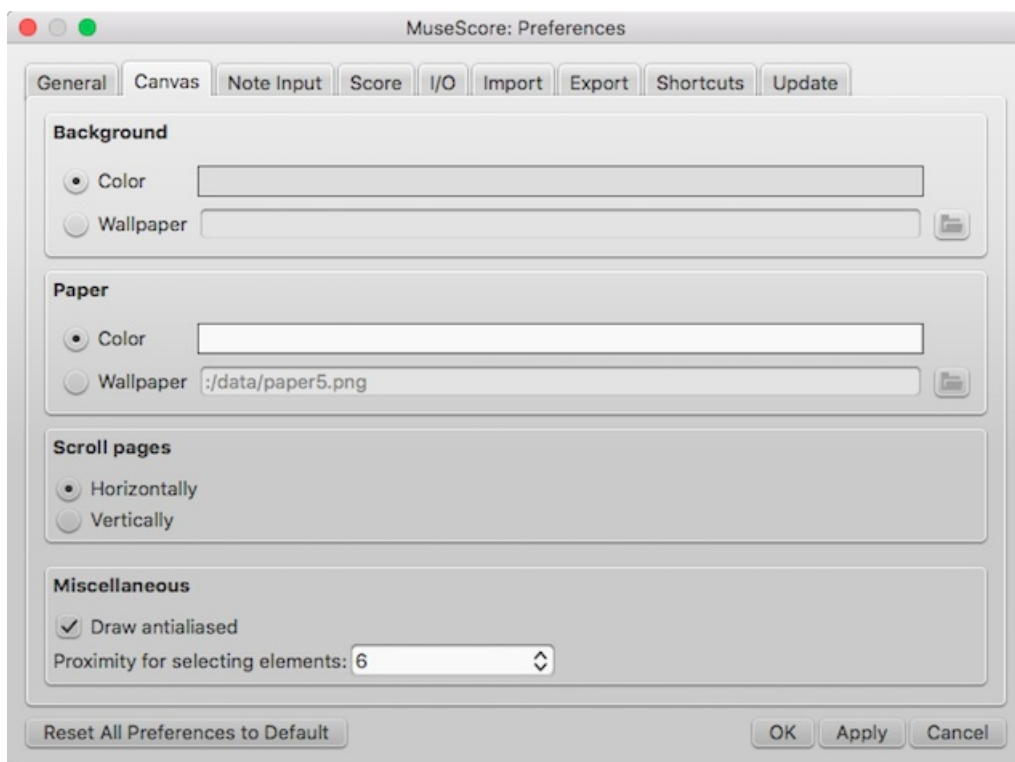 MuseScore: Preferences
General Canvas Note Input Score I/O Import Export Shortcuts Update
Background
Color
Wallpaper
Paper
Color
Wallpaper :/data/paper5.png
Scroll pages
Horizontally
Vertically
Miscellaneous
Draw antialiased
Proximity for selecting elements: 6
Reset All Preferences to Default OK Apply Cancel